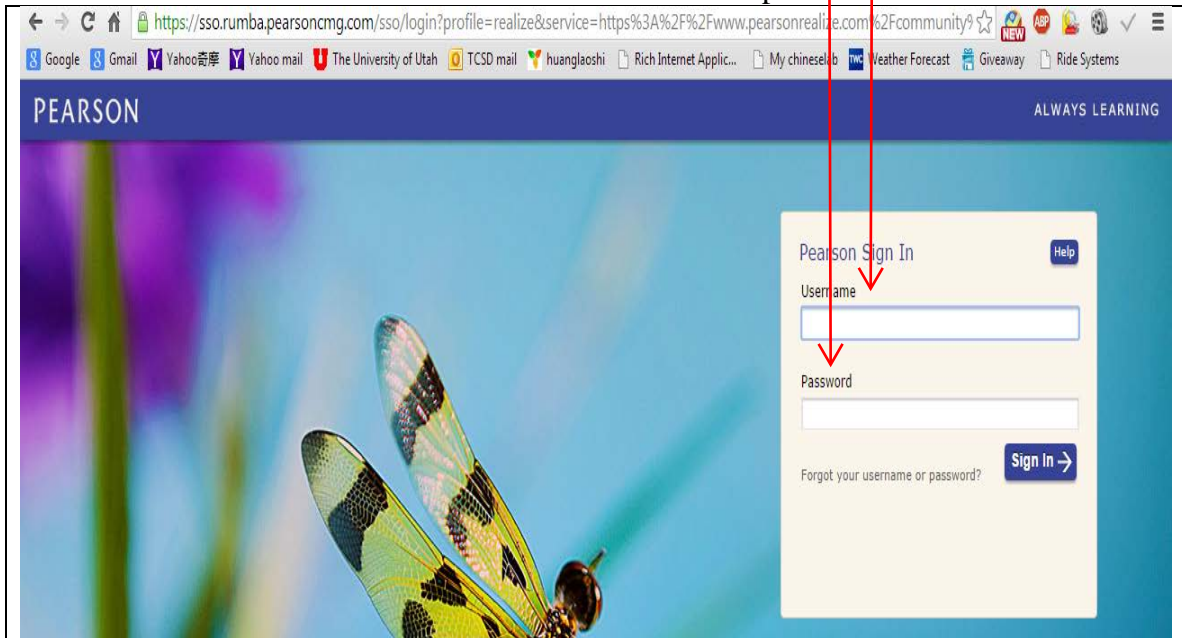 https://sso.rumba.pearsoncmg.com/sso/login?profile=realize&service=https%3A%2F%2Fwww.pearsonrealize.com%2Fcommunity%
NEW ABP
Google Gmail Yahoo奇摩 Yahoo mail The University of Utah TCSD mail huanglaoshi Rich Internet Applic... My chineselab TWC Weather Forecast Giveaway Ride Systems
PEARSON ALWAYS LEARNING
Pearson Sign In Help
Username
Password
Forgot your username or password? Sign In